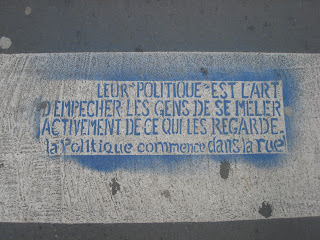 LEUR "POLITIQUE" EST L'ART
D'EMPECHER LES GENS DE SE MELER
ACTIVEMENT DE CE QUI LES REGARDE.
la Politique commence dans la rue